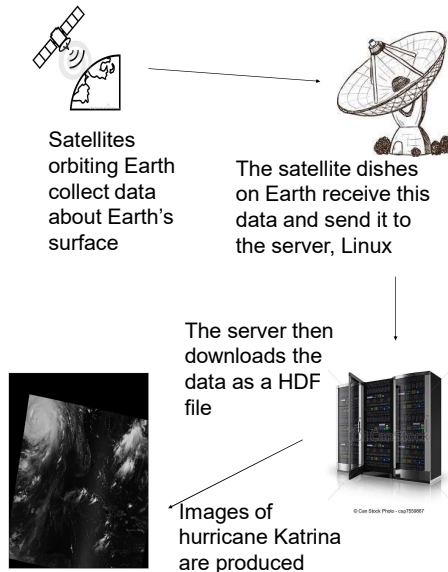 Satellites
orbiting Earth
collect data
about Earth's
surface
The satellite dishes
on Earth receive this
data and send it to
the server, Linux
The server then
downloads the
data as a HDF
file
© Can Stock Photo - csp7559867
Images of
hurricane Katrina
are produced